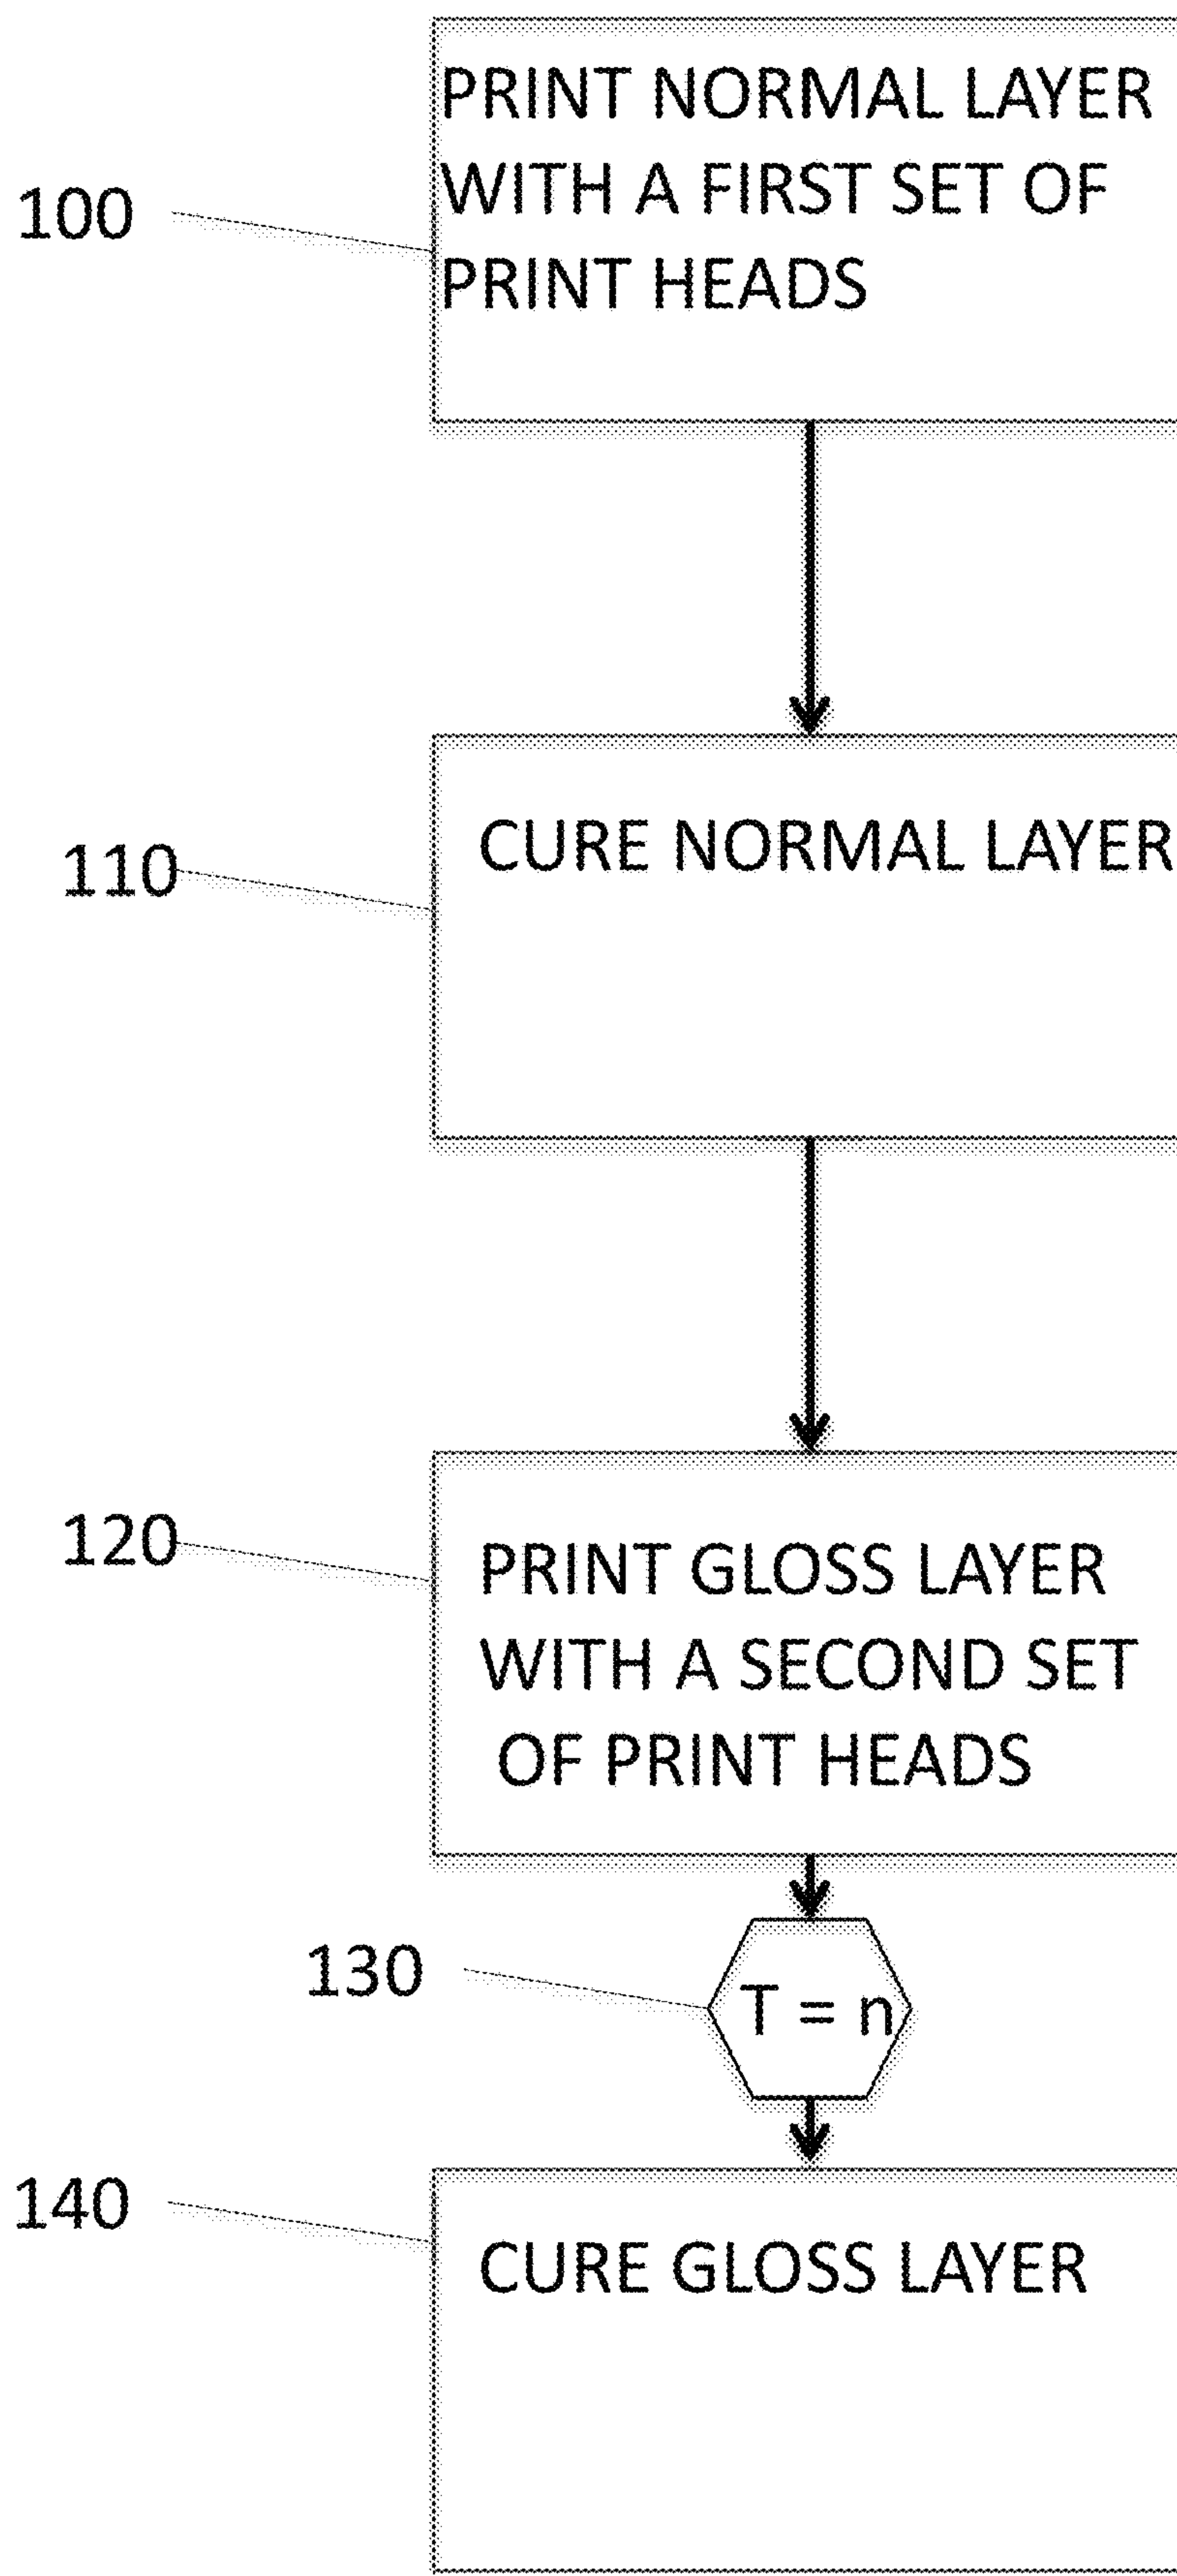 PRINT NORMAL LAYER
WITH A FIRST SET OF
PRINT HEADS
100
CURE NORMAL LAYER
110
PRINT GLOSS LAYER
WITH A SECOND SET
OF PRINT HEADS
120
130
T = n
140
CURE GLOSS LAYER